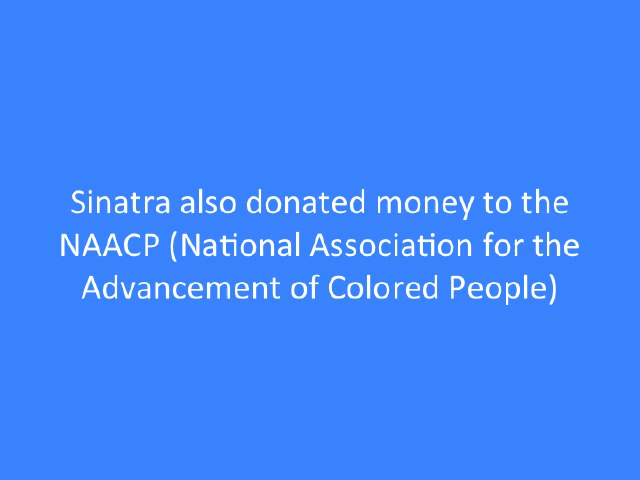 Sinatra also donated money to the
NAACP (National Association for the
Advancement of Colored People)